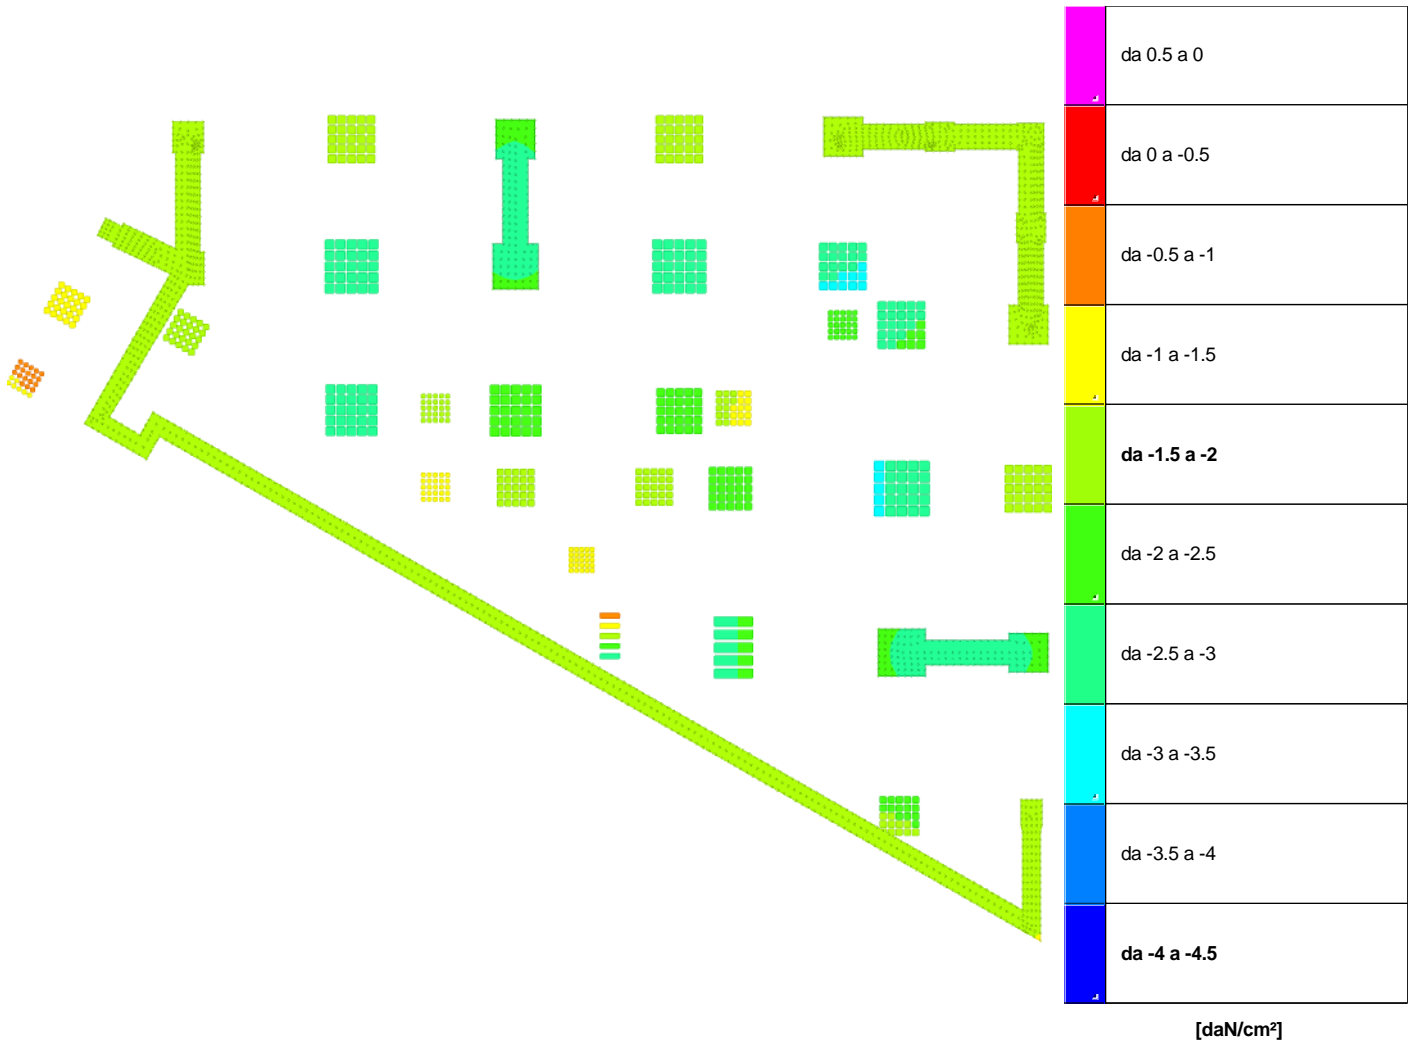 da 0.5 a 0
da 0 a -0.5
da -0.5 a -1
da -1 a -1.5
da -1.5 a -2
da -2 a -2.5
da -2.5 a -3
da -3 a -3.5
da -3.5 a -4
da -4 a -4.5
[daN/cm²]